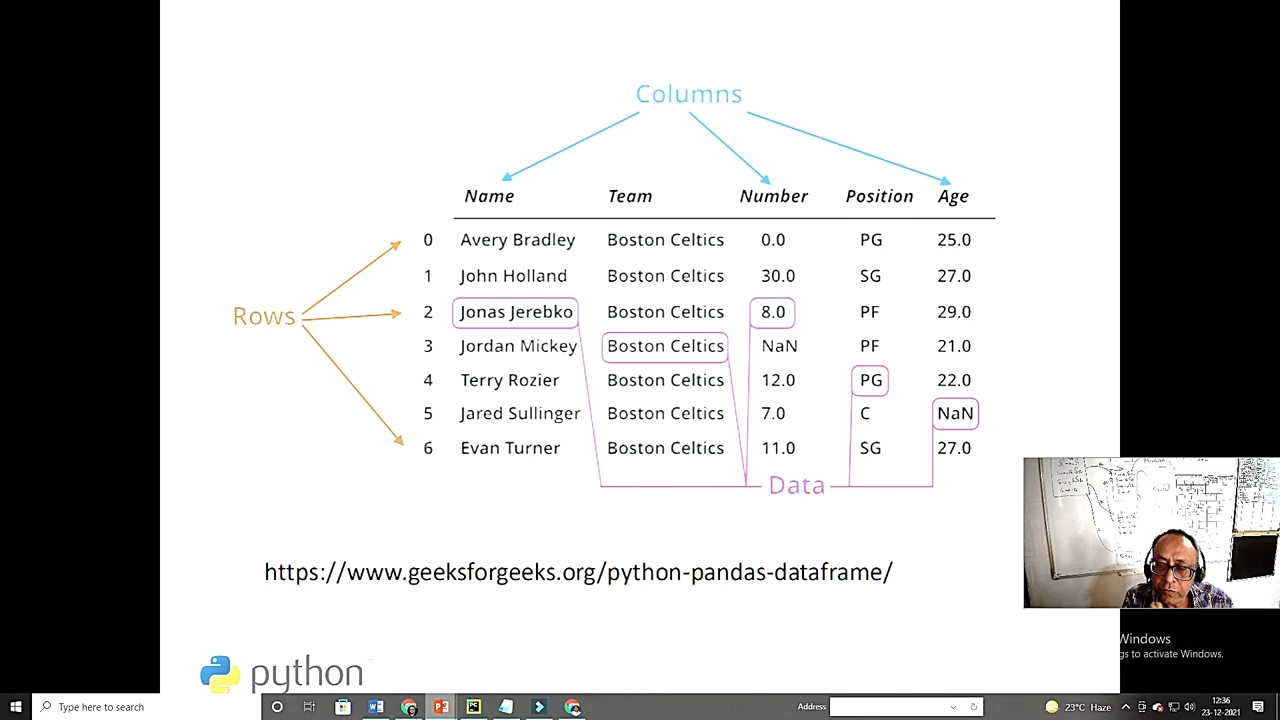 Columns
Name Team Number Position Age
0 Avery Bradley Boston Celtics 0.0 PG 25.0
1 John Holland Boston Celtics 30.0 SG 27.0
Rows
2 Jonas Jerebko Boston Celtics 8.0 PF 29.0
3 Jordan Mickey Boston Celtics NaN PF 21.0
4 Terry Rozier Boston Celtics 12.0 PG 22.0
5 Jared Sullinger Boston Celtics 7.0 C NaN
6 Evan Turner Boston Celtics 11.0 SG 27.0
Data
https://www.geeksforgeeks.org/python-pandas-dataframe/
Windows
gs to activate Windows.
python
Type here to search
Address
23°C Haze
12:36
23-12-2021